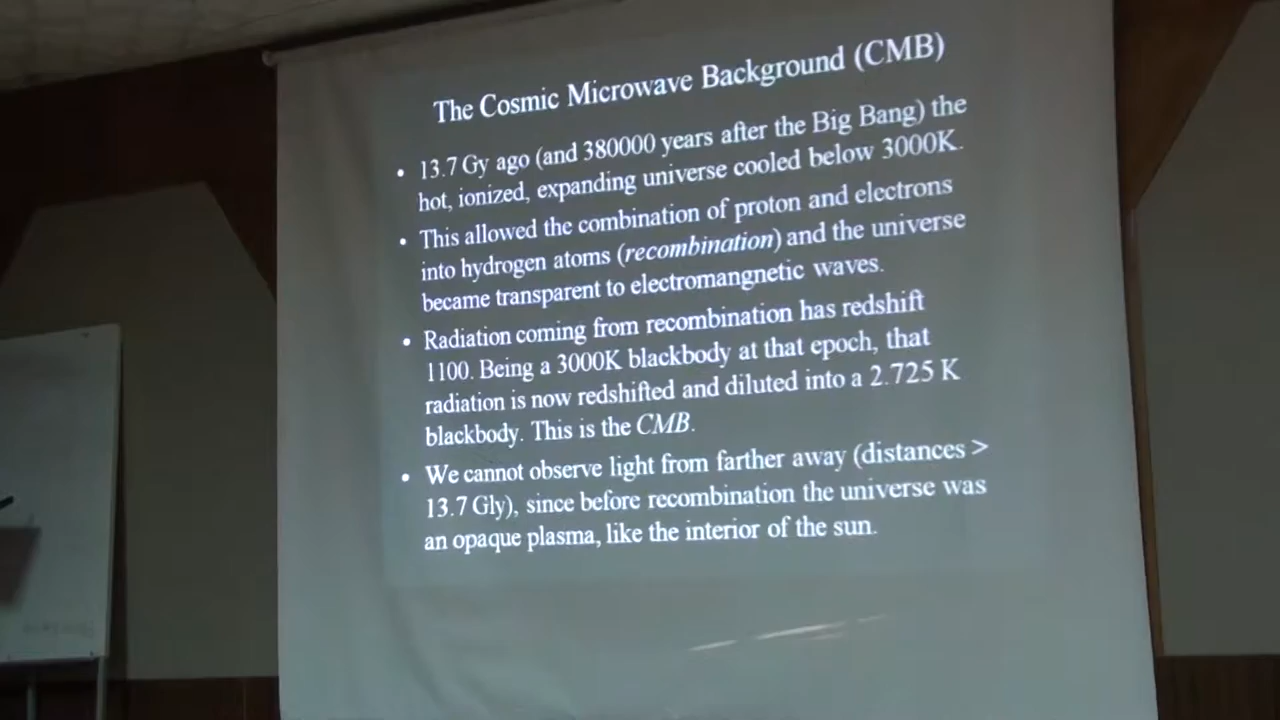 The Cosmic Microwave Background (CMB)
• 13.7 Gy ago (and 380000 years after the Big Bang) the
hot, ionized, expanding universe cooled below 3000K.
• This allowed the combination of proton and electrons
into hydrogen atoms (recombination) and the universe
became transparent to electromangnetic waves.
• Radiation coming from recombination has redshift
1100. Being a 3000K blackbody at that epoch, that
radiation is now redshifted and diluted into a 2.725 K
blackbody. This is the CMB.
• We cannot observe light from farther away (distances >
13.7 Gly), since before recombination the universe was
an opaque plasma, like the interior of the sun.